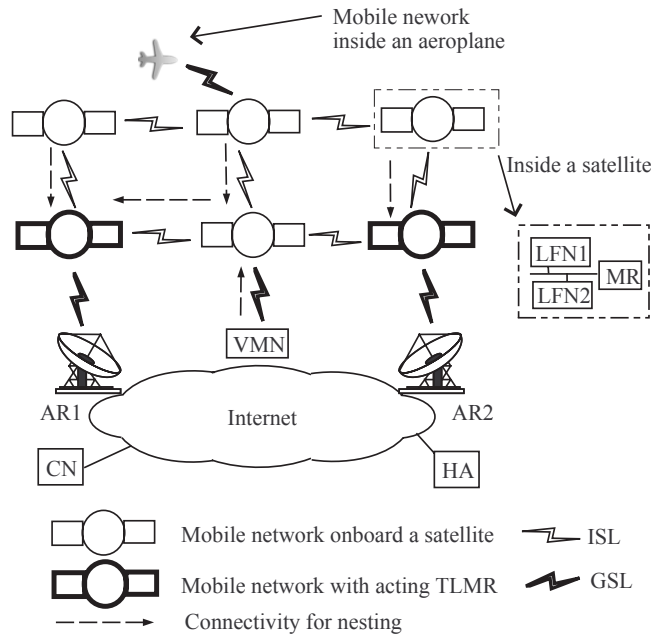 Mobile nework
inside an aeroplane
Inside a satellite
LFN1
MR
LFN2
VMN
AR1
Internet
AR2
CN
HA
Mobile network onboard a satellite
ISL
Mobile network with acting TLMR
GSL
Connectivity for nesting